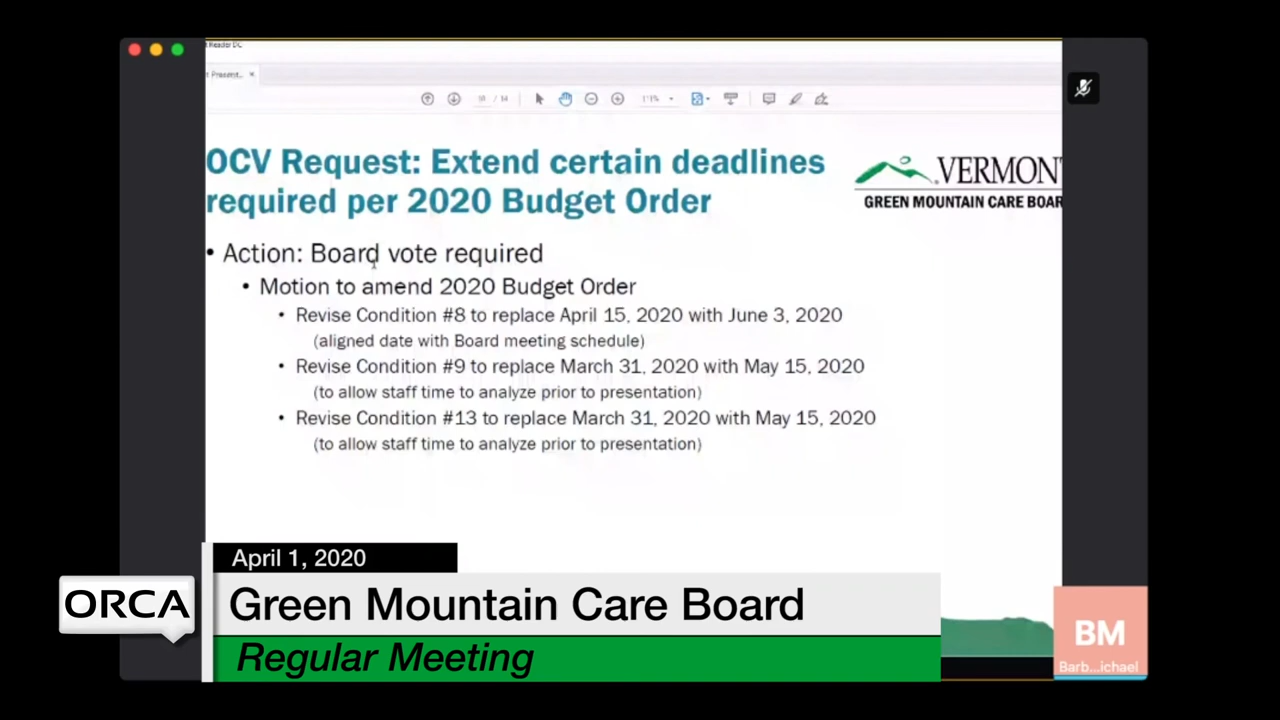 t Reader DC
t Present...
OCV Request: Extend certain deadlines
required per 2020 Budget Order
VERMONT
GREEN MOUNTAIN CARE BOAR
• Action: Board vote required
• Motion to amend 2020 Budget Order
• Revise Condition #8 to replace April 15, 2020 with June 3, 2020
(aligned date with Board meeting schedule)
• Revise Condition #9 to replace March 31, 2020 with May 15, 2020
(to allow staff time to analyze prior to presentation)
• Revise Condition #13 to replace March 31, 2020 with May 15, 2020
(to allow staff time to analyze prior to presentation)
April 1, 2020
ORCA
Green Mountain Care Board
Regular Meeting
BM
Barb...ichael